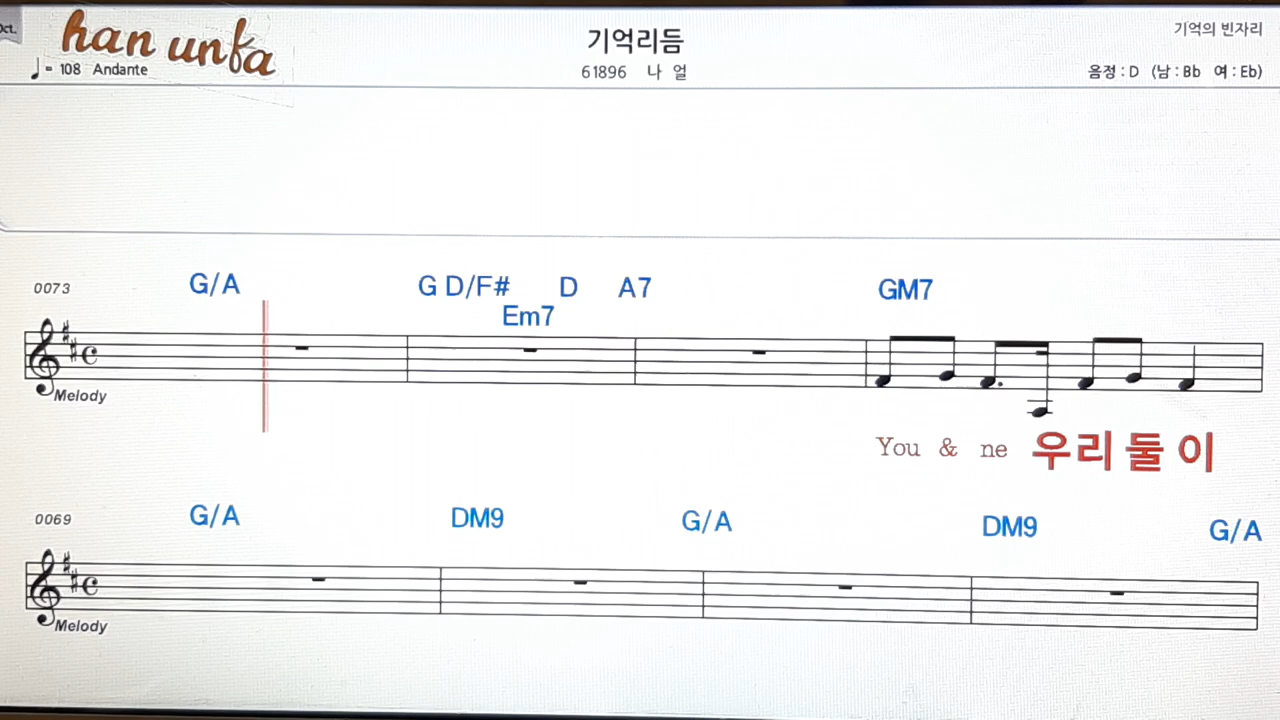 Oct.
han unfa
= 108 Andante
기억리듬
61896 나 얼
기억의 빈자리
음정 : D (남 : Bb 여 : Eb)
0073
G/A G D/F# D A7 GM7
Em7
Melody
You & ne 우리 둘 이
0069
G/A DM9 G/A DM9 G/A
Melody